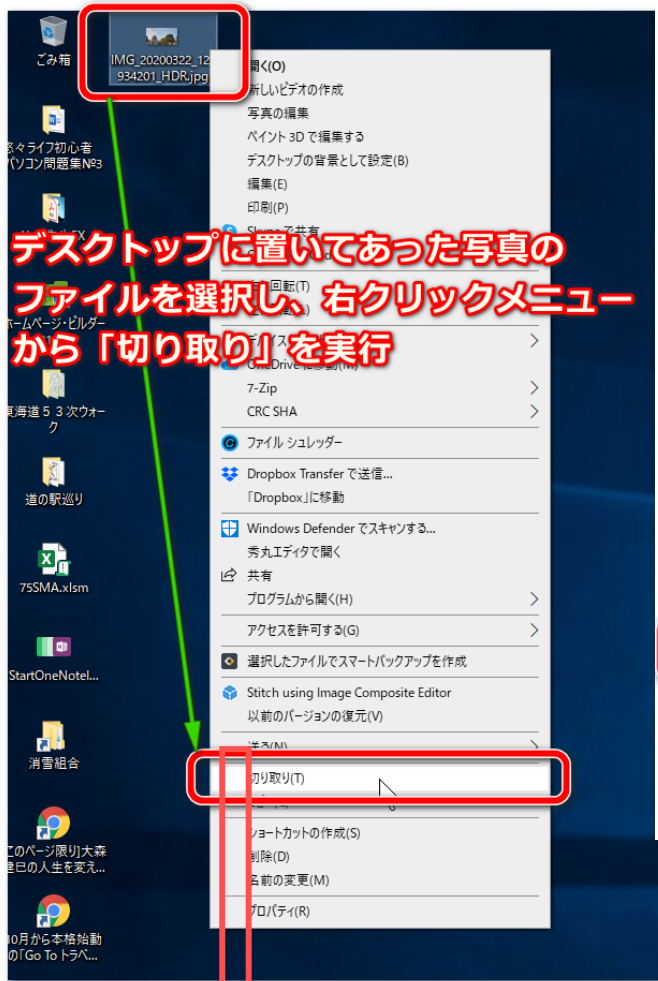 ごみ箱
IMG_20200322_12
934201_HDR.jpg
パソコン問題集№3
デスクトップに置いてあった写真の
ファイルを選択し、右クリックメニュー
から「切り取り」を実行
ホームページ・ビルダー
東海道５３次ウォー
ク
道の駅巡り
75SMA.xlsm
StartOneNotel...
消雪組合
このページ限り]大森
健巳の人生を変え...
10月から本格始動
の「Go To トラベ...
開く(O)
新しいビデオの作成
写真の編集
ペイント 3D で編集する
デスクトップの背景として設定(B)
編集(E)
印刷(P)
Skype で共有
回転(T)
OneDrive に移動(M)
7-Zip
CRC SHA
ファイル シュレッダー
Dropbox Transfer で送信...
「Dropbox」に移動
Windows Defender でスキャンする...
秀丸エディタで開く
共有
プログラムから開く(H)
アクセスを許可する(G)
選択したファイルでスマートバックアップを作成
Stitch using Image Composite Editor
以前のバージョンの復元(V)
送る(N)
切り取り(T)
ショートカットの作成(S)
削除(D)
名前の変更(M)
プロパティ(R)